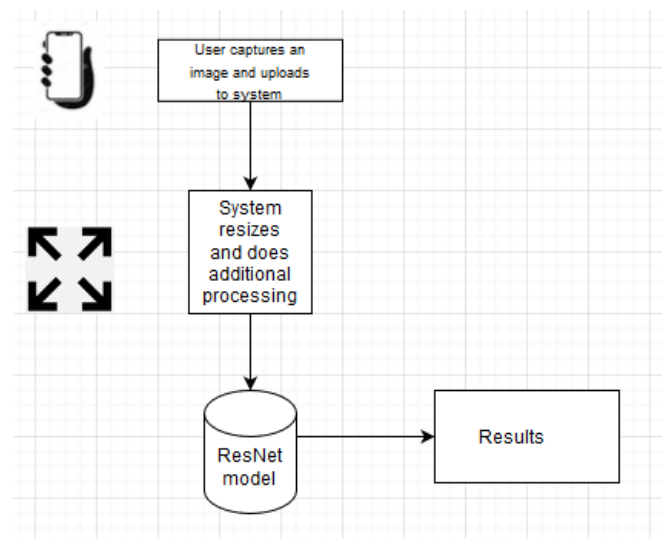 User captures an
image and uploads
to system
System
resizes
and does
additional
processing
ResNet
model
Results